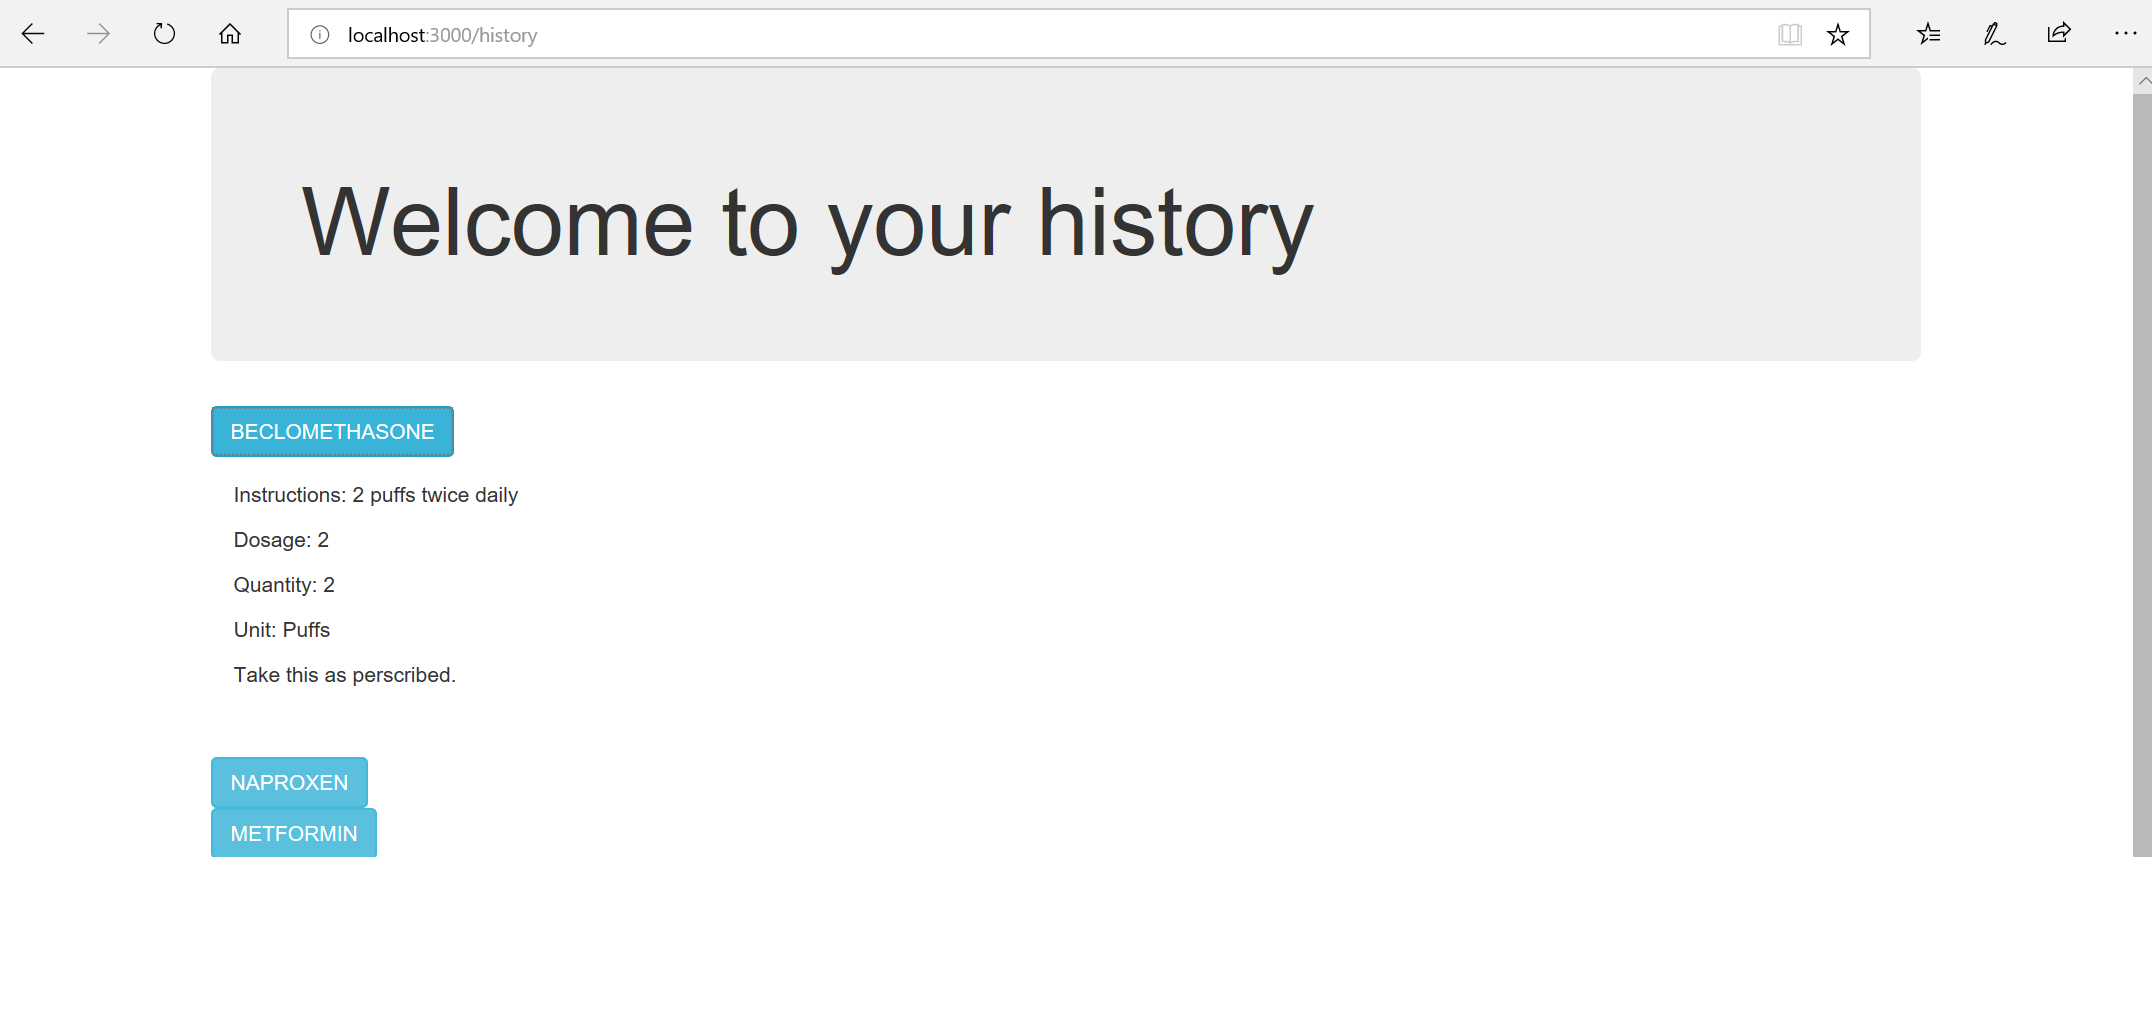 localhost:3000/history
Welcome to your history
BECLOMETHASONE
Instructions: 2 puffs twice daily
Dosage: 2
Quantity: 2
Unit: Puffs
Take this as perscribed.
NAPROXEN
METFORMIN